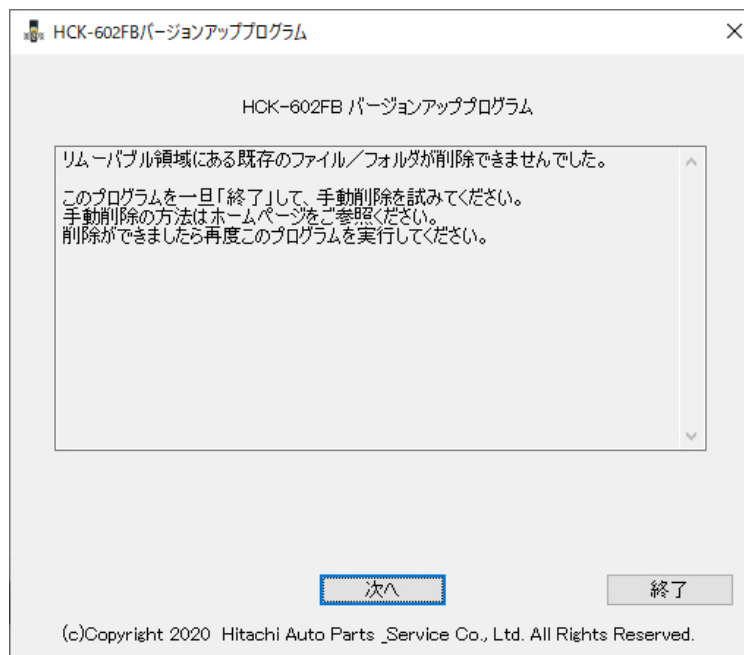 HCK-602FBバージョンアッププログラム
HCK-602FB バージョンアッププログラム
リムーバブル領域にある既存のファイル／フォルダが削除できませんでした。
このプログラムを一旦「終了」して、手動削除を試みてください。
手動削除の方法はホームページをご参照ください。
削除ができましたら再度このプログラムを実行してください。
次へ
終了
(c)Copyright 2020 Hitachi Auto Parts _Service Co., Ltd. All Rights Reserved.